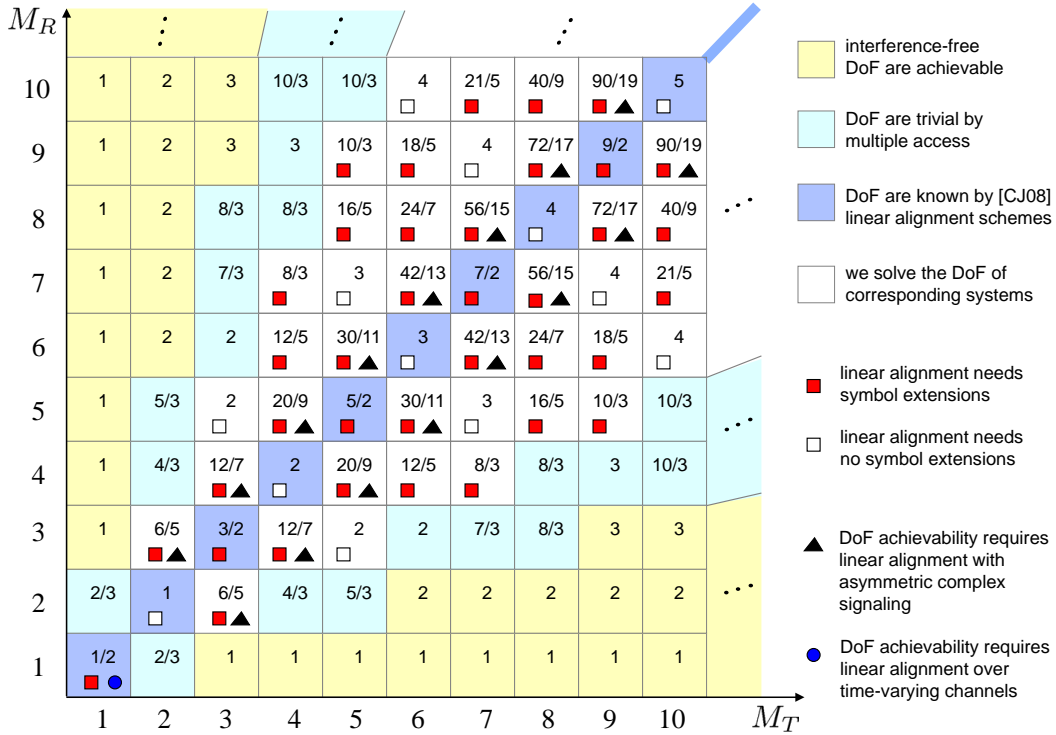 M_R
10 1 2 3 10/3 10/3 4 21/5 40/9 90/19 5
9 1 2 3 3 10/3 18/5 4 72/17 9/2 90/19
8 1 2 8/3 8/3 16/5 24/7 56/15 4 72/17 40/9
7 1 2 7/3 8/3 3 42/13 7/2 56/15 4 21/5
6 1 2 2 12/5 30/11 3 42/13 24/7 18/5 4
5 1 5/3 2 20/9 5/2 30/11 3 16/5 10/3 10/3
4 1 4/3 12/7 2 20/9 12/5 8/3 8/3 3 10/3
3 1 6/5 3/2 12/7 2 2 7/3 8/3 3 3
2 2/3 1 6/5 4/3 5/3 2 2 2 2 2
1 1/2 2/3 1 1 1 1 1 1 1 1
1 2 3 4 5 6 7 8 9 10 M_T
interference-free
DoF are achievable
DoF are trivial by
multiple access
DoF are known by [CJ08]
linear alignment schemes
we solve the DoF of
corresponding systems
linear alignment needs
symbol extensions
linear alignment needs
no symbol extensions
DoF achievability requires
linear alignment with
asymmetric complex
signaling
DoF achievability requires
linear alignment over
time-varying channels